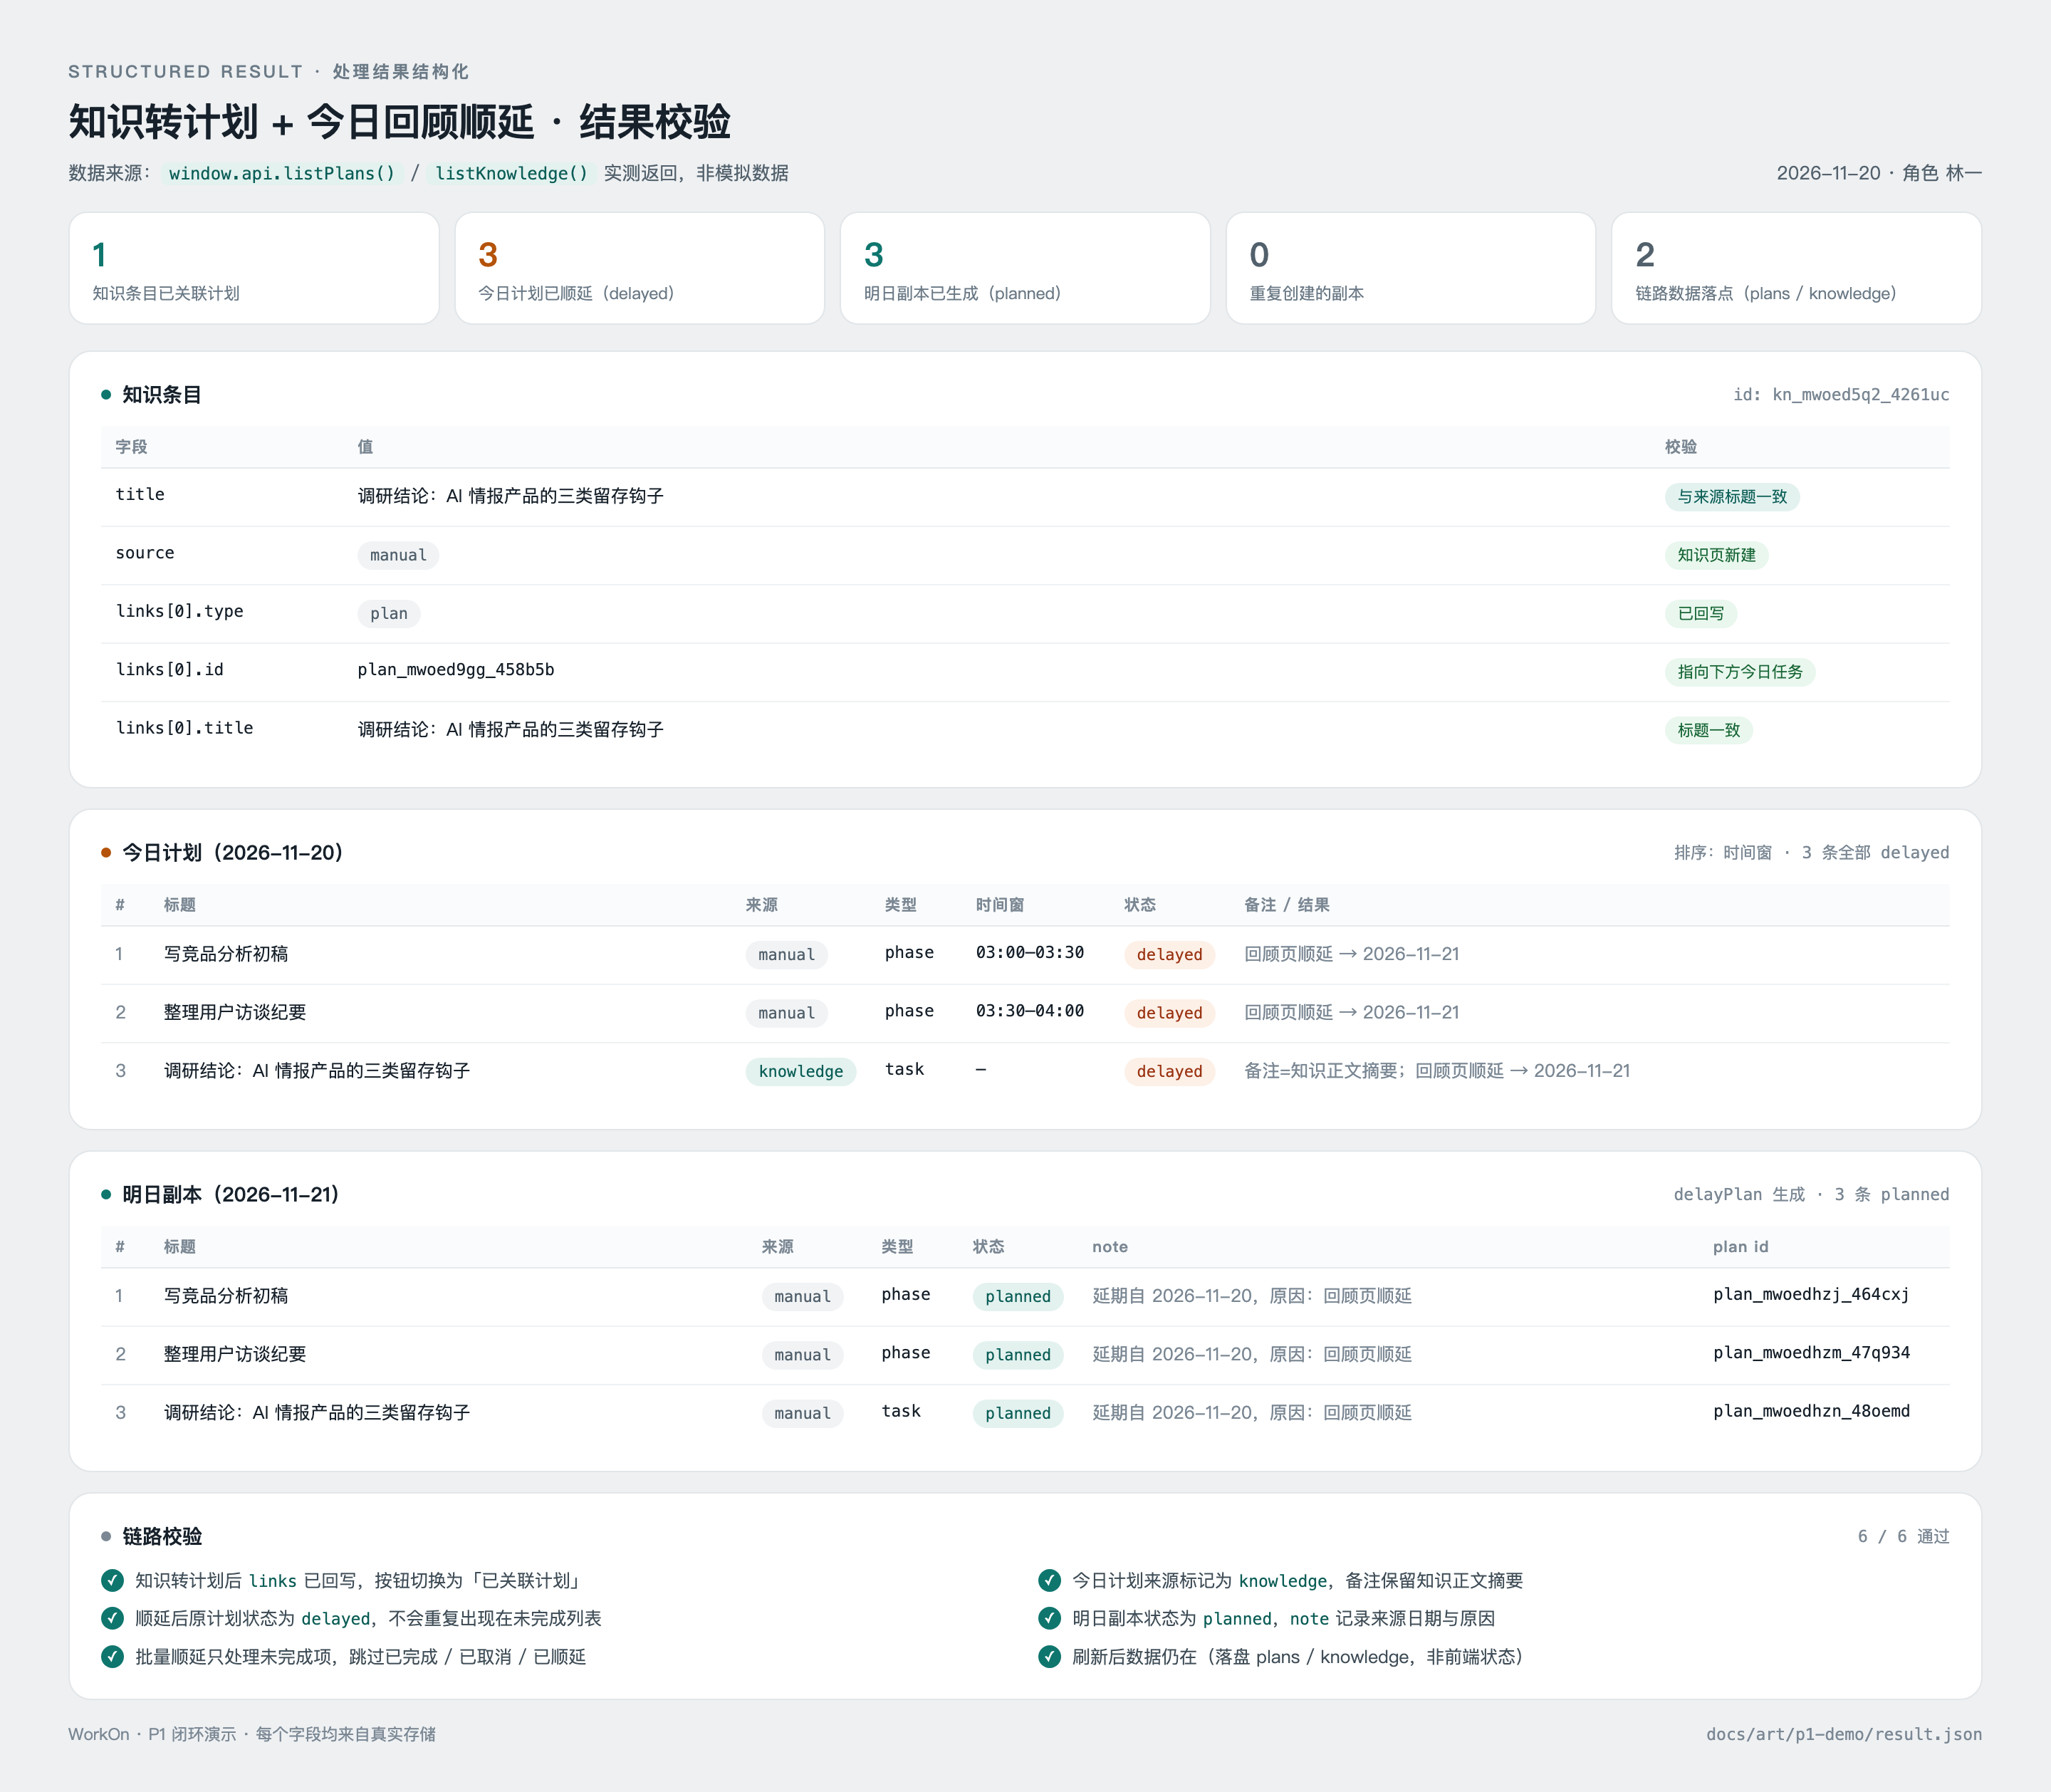 STRUCTURED RESULT · 处理结果结构化
知识转计划 + 今日回顾顺延 · 结果校验
数据来源： window.api.listPlans() / listKnowledge() 实测返回，非模拟数据
2026-11-20 · 角色 林一
1
知识条目已关联计划
3
今日计划已顺延（delayed）
3
明日副本已生成（planned）
0
重复创建的副本
2
链路数据落点（plans / knowledge）
知识条目
id: kn_mwoed5q2_4261uc
字段 值 校验
title 调研结论：AI 情报产品的三类留存钩子 与来源标题一致
source manual 知识页新建
links[0].type plan 已回写
links[0].id plan_mwoed9gg_458b5b 指向下方今日任务
links[0].title 调研结论：AI 情报产品的三类留存钩子 标题一致
今日计划（2026-11-20）
排序：时间窗 · 3 条全部 delayed
# 标题 来源 类型 时间窗 状态 备注 / 结果
1 写竞品分析初稿 manual phase 03:00–03:30 delayed 回顾页顺延 → 2026-11-21
2 整理用户访谈纪要 manual phase 03:30–04:00 delayed 回顾页顺延 → 2026-11-21
3 调研结论：AI 情报产品的三类留存钩子 knowledge task – delayed 备注=知识正文摘要；回顾页顺延 → 2026-11-21
明日副本（2026-11-21）
delayPlan 生成 · 3 条 planned
# 标题 来源 类型 状态 note plan id
1 写竞品分析初稿 manual phase planned 延期自 2026-11-20，原因：回顾页顺延 plan_mwoedhzj_464cxj
2 整理用户访谈纪要 manual phase planned 延期自 2026-11-20，原因：回顾页顺延 plan_mwoedhzm_47q934
3 调研结论：AI 情报产品的三类留存钩子 manual task planned 延期自 2026-11-20，原因：回顾页顺延 plan_mwoedhzn_48oemd
链路校验
6 / 6 通过
知识转计划后 links 已回写，按钮切换为「已关联计划」
今日计划来源标记为 knowledge，备注保留知识正文摘要
顺延后原计划状态为 delayed，不会重复出现在未完成列表
明日副本状态为 planned，note 记录来源日期与原因
批量顺延只处理未完成项，跳过已完成 / 已取消 / 已顺延
刷新后数据仍在（落盘 plans / knowledge，非前端状态）
WorkOn · P1 闭环演示 · 每个字段均来自真实存储
docs/art/p1-demo/result.json